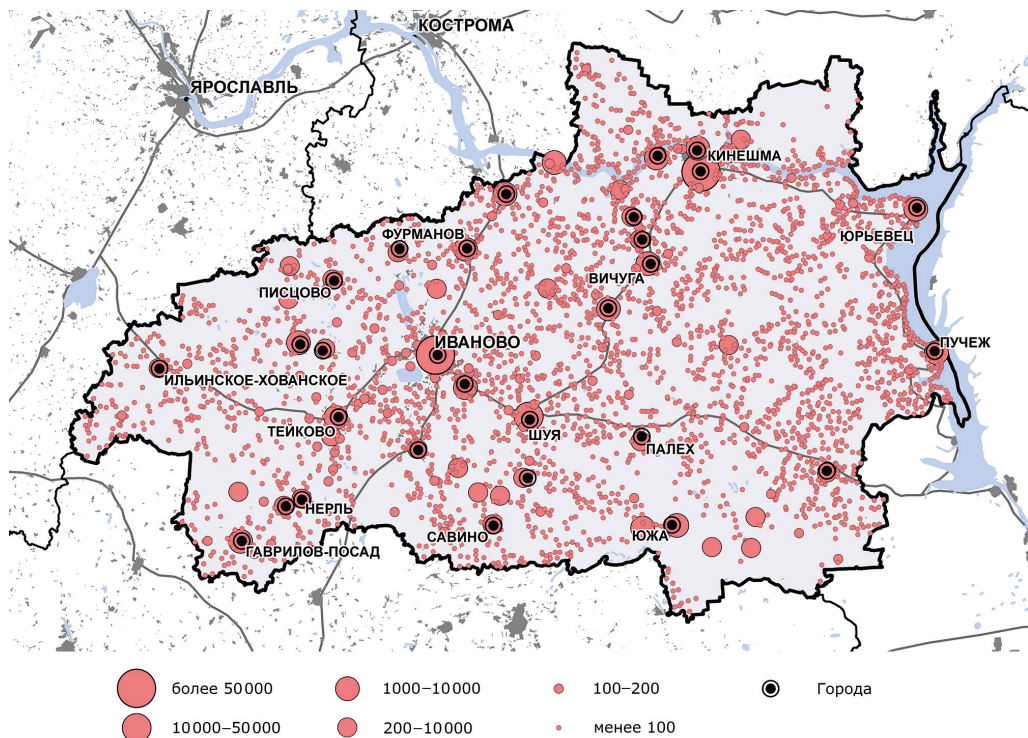 КОСТРОМА
ЯРОСЛАВЛЬ
КИНЕШМА
ФУРМАНОВ
ЮРЬЕВЕЦ
ВИЧУГА
ПИСЦОВО
ИВАНОВО
ПУЧЕЖ
ИЛЬИНСКОЕ-ХОВАНСКОЕ
ТЕЙКОВО
ШУЯ
ПАЛЕХ
НЕРЛЬ
САВИНО
ЮЖА
ГАВРИЛОВ-ПОСАД
более 50000
1000–10000
100–200
Города
10000–50000
200–10000
менее 100